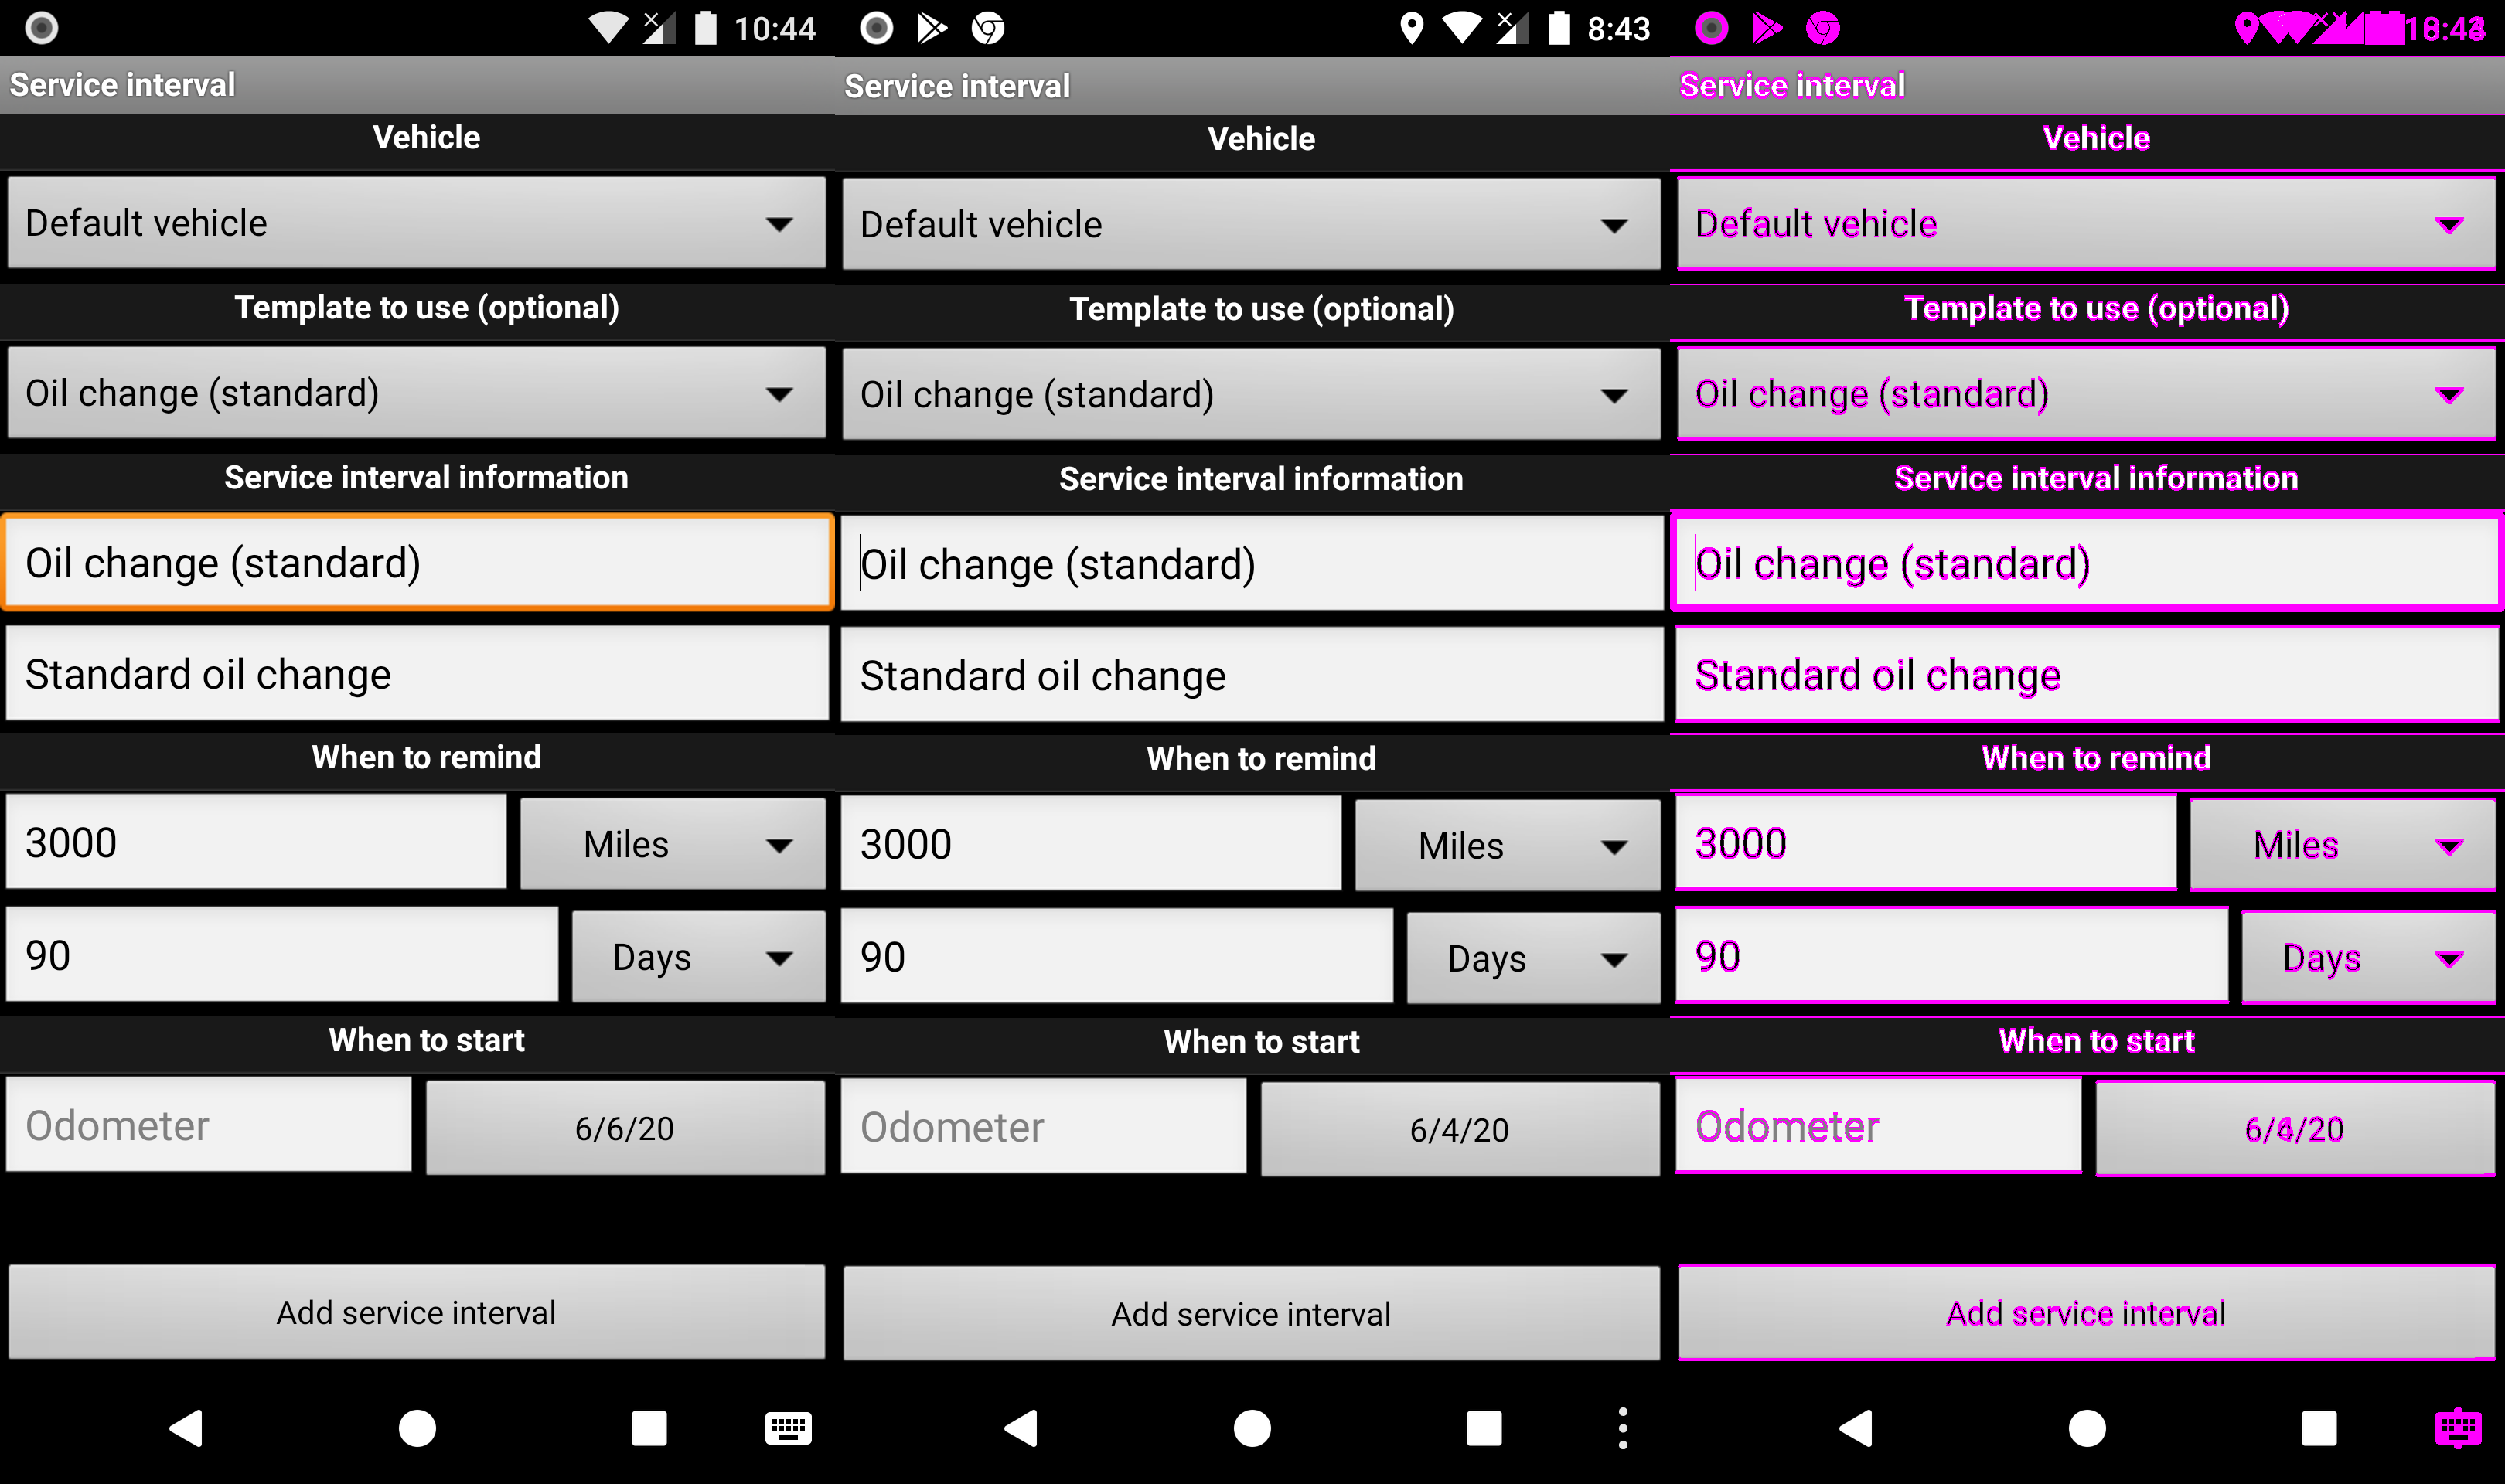 10:44
Service interval
Vehicle
Default vehicle
Template to use (optional)
Oil change (standard)
Service interval information
Oil change (standard)
Standard oil change
When to remind
3000 Miles
90 Days
When to start
Odometer 6/6/20
Add service interval
8:43
Service interval
Vehicle
Default vehicle
Template to use (optional)
Oil change (standard)
Service interval information
Oil change (standard)
Standard oil change
When to remind
3000 Miles
90 Days
When to start
Odometer 6/4/20
Add service interval
Service interval
Vehicle
Default vehicle
Template to use (optional)
Oil change (standard)
Service interval information
Oil change (standard)
Standard oil change
When to remind
3000 Miles
90 Days
When to start
Odometer
Add service interval